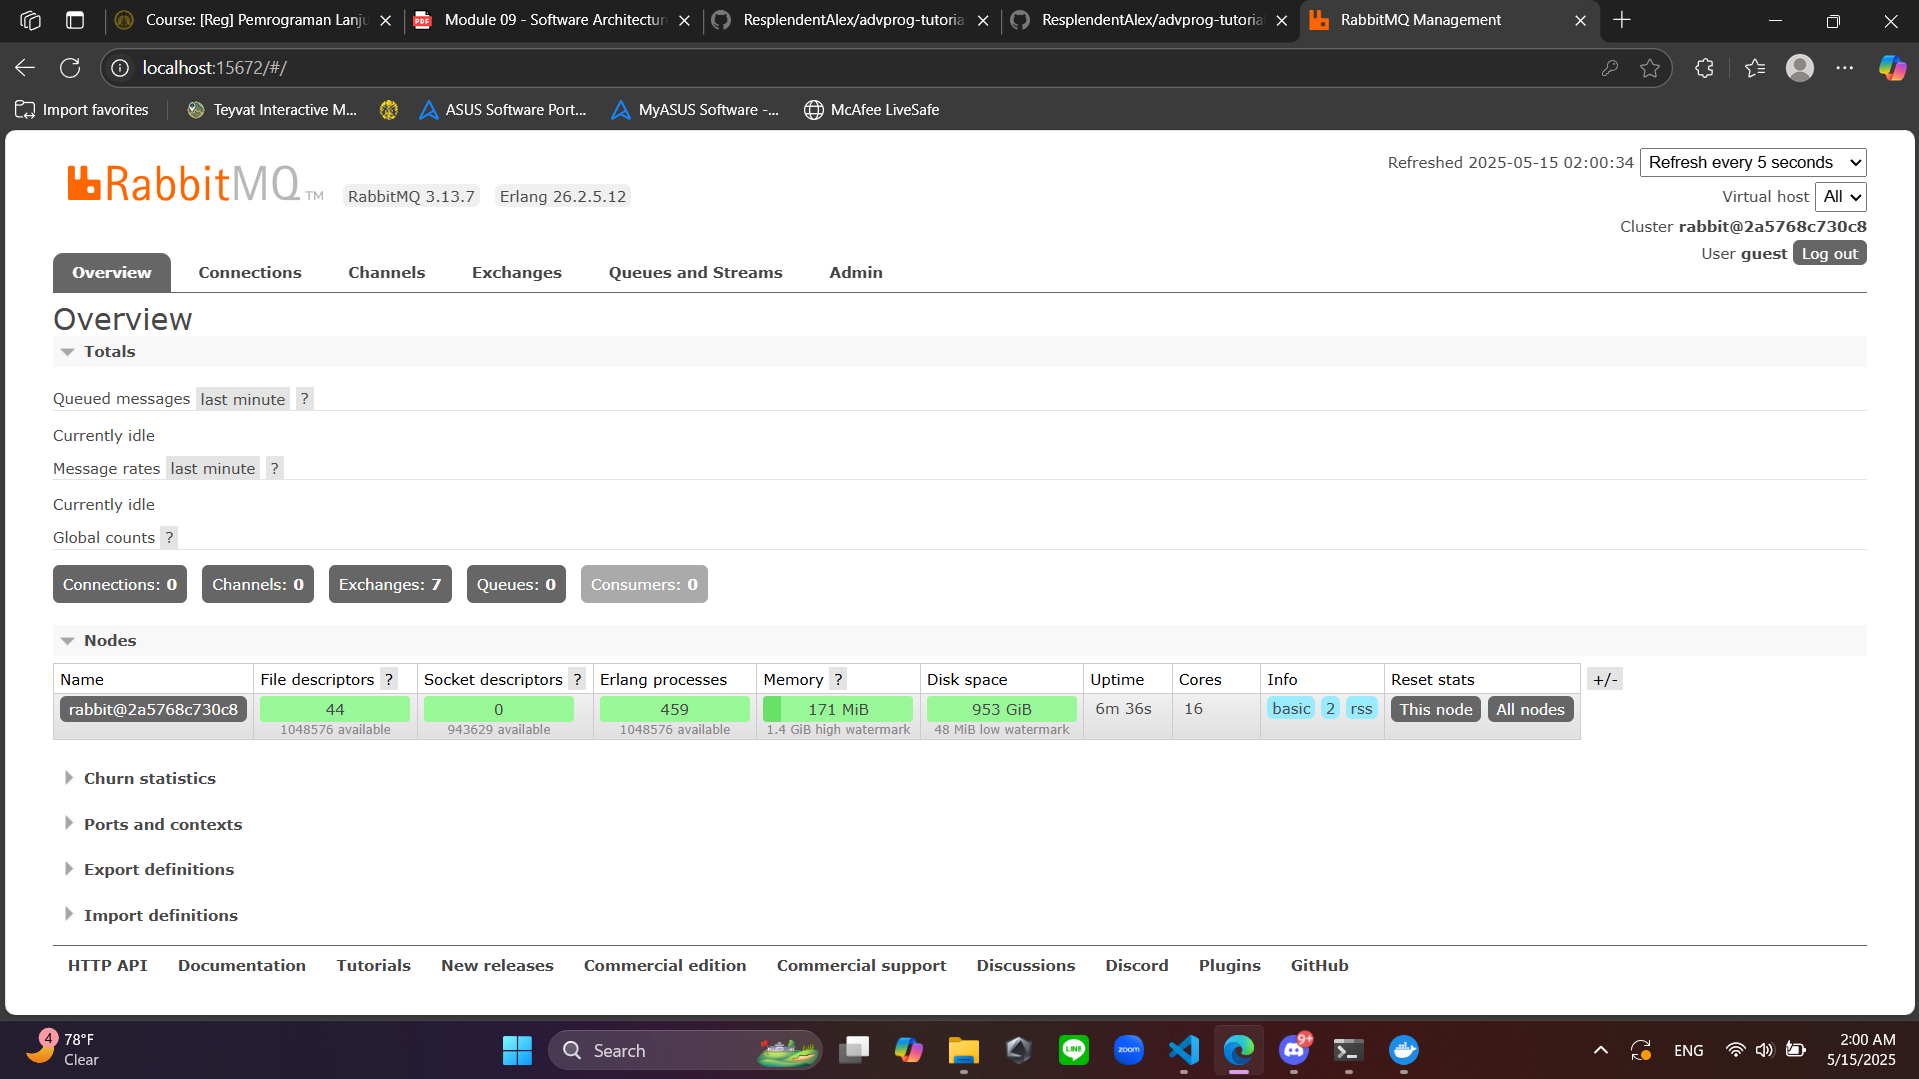 Course: [Reg] Pemrograman Lanju
Module 09 - Software Architectur
ResplendentAlex/advprog-tutoria
ResplendentAlex/advprog-tutoria
RabbitMQ Management
localhost:15672/#/
Import favorites
Teyvat Interactive M...
ASUS Software Port...
MyASUS Software -...
McAfee LiveSafe
RabbitMQ TM
RabbitMQ 3.13.7
Erlang 26.2.5.12
Refreshed 2025-05-15 02:00:34
Refresh every 5 seconds
Virtual host All
Cluster rabbit@2a5768c730c8
User guest Log out
Overview
Connections
Channels
Exchanges
Queues and Streams
Admin
Overview
Totals
Queued messages last minute ?
Currently idle
Message rates last minute ?
Currently idle
Global counts ?
Connections: 0
Channels: 0
Exchanges: 7
Queues: 0
Consumers: 0
Nodes
Name File descriptors ? Socket descriptors ? Erlang processes Memory ? Disk space Uptime Cores Info Reset stats +/-
rabbit@2a5768c730c8 44 0 459 171 MiB 953 GiB 6m 36s 16 basic 2 rss This node All nodes
1048576 available 943629 available 1048576 available 1.4 GiB high watermark 48 MiB low watermark
Churn statistics
Ports and contexts
Export definitions
Import definitions
HTTP API Documentation Tutorials New releases Commercial edition Commercial support Discussions Discord Plugins GitHub
4
78°F
Clear
Search
LINE
zoom
9+
ENG
2:00 AM
5/15/2025